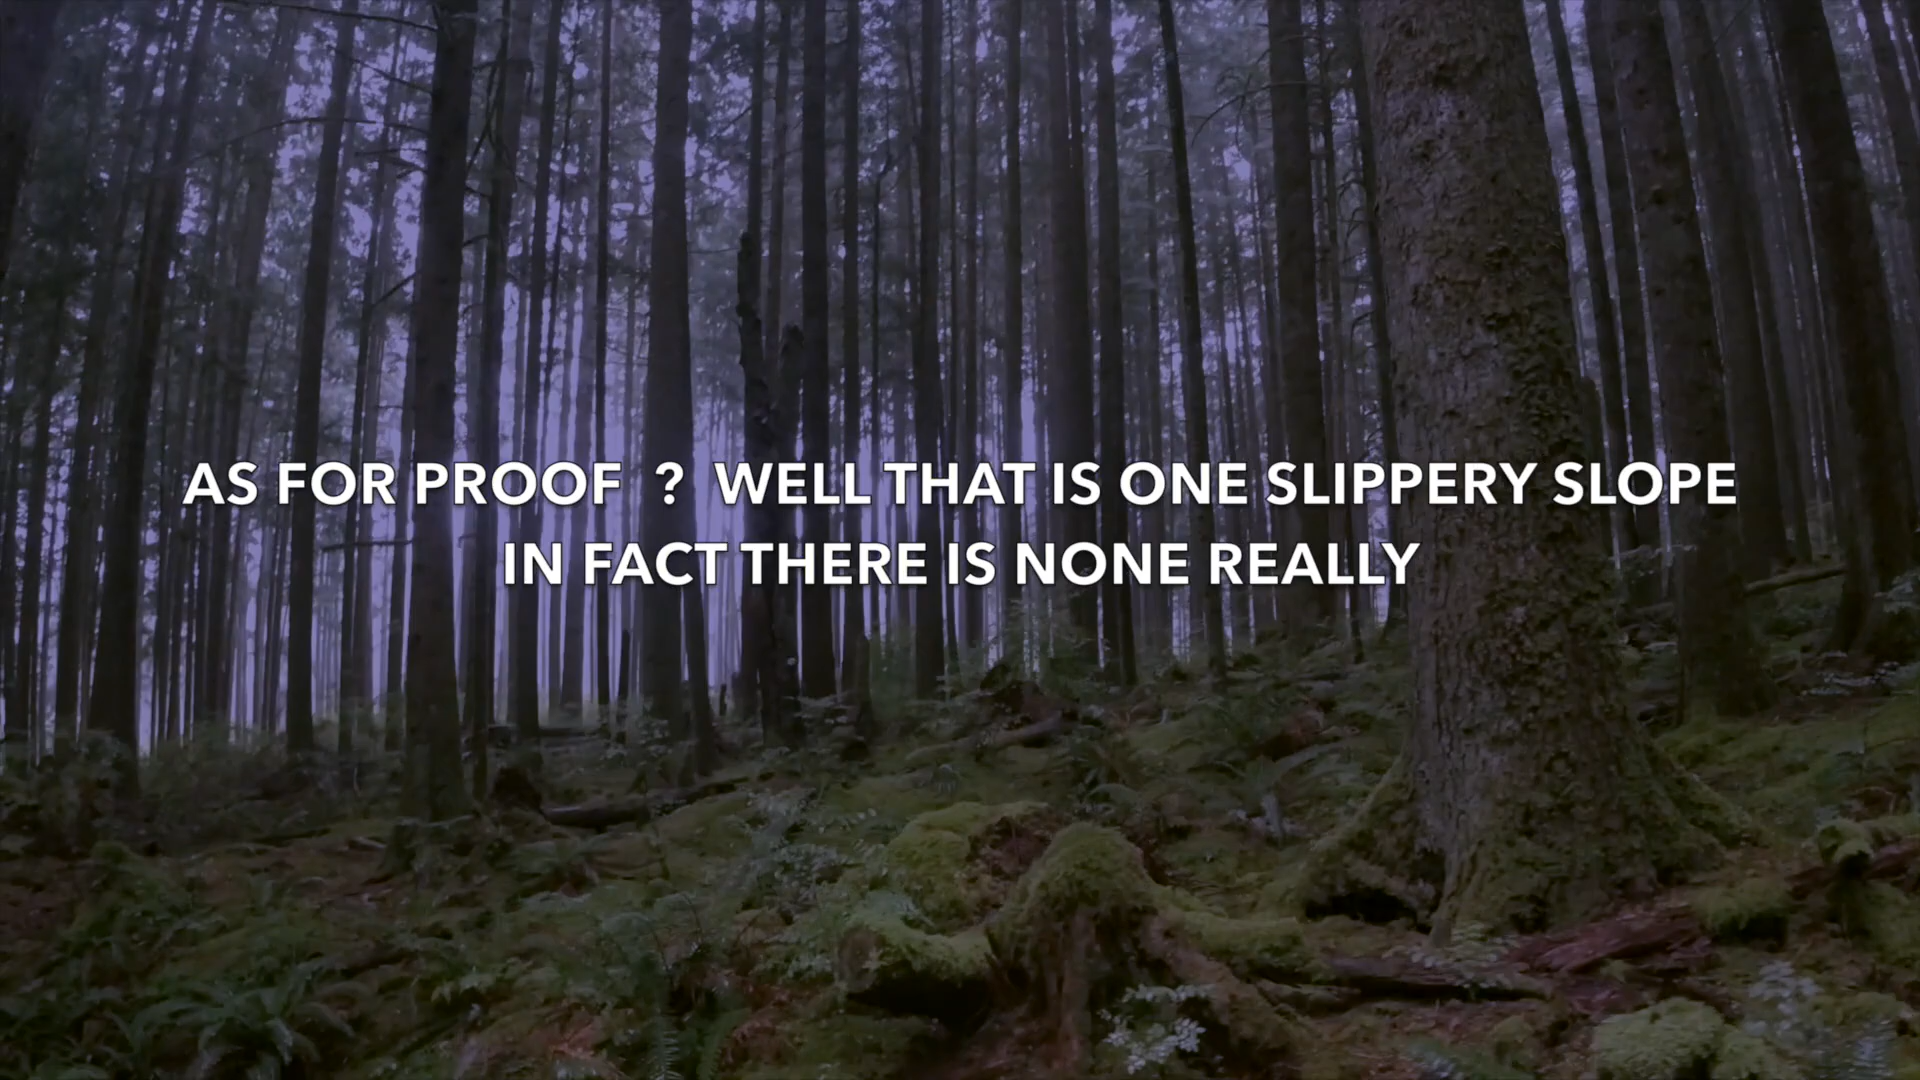 AS FOR PROOF  ?  WELL THAT IS ONE SLIPPERY SLOPE
IN FACT THERE IS NONE REALLY